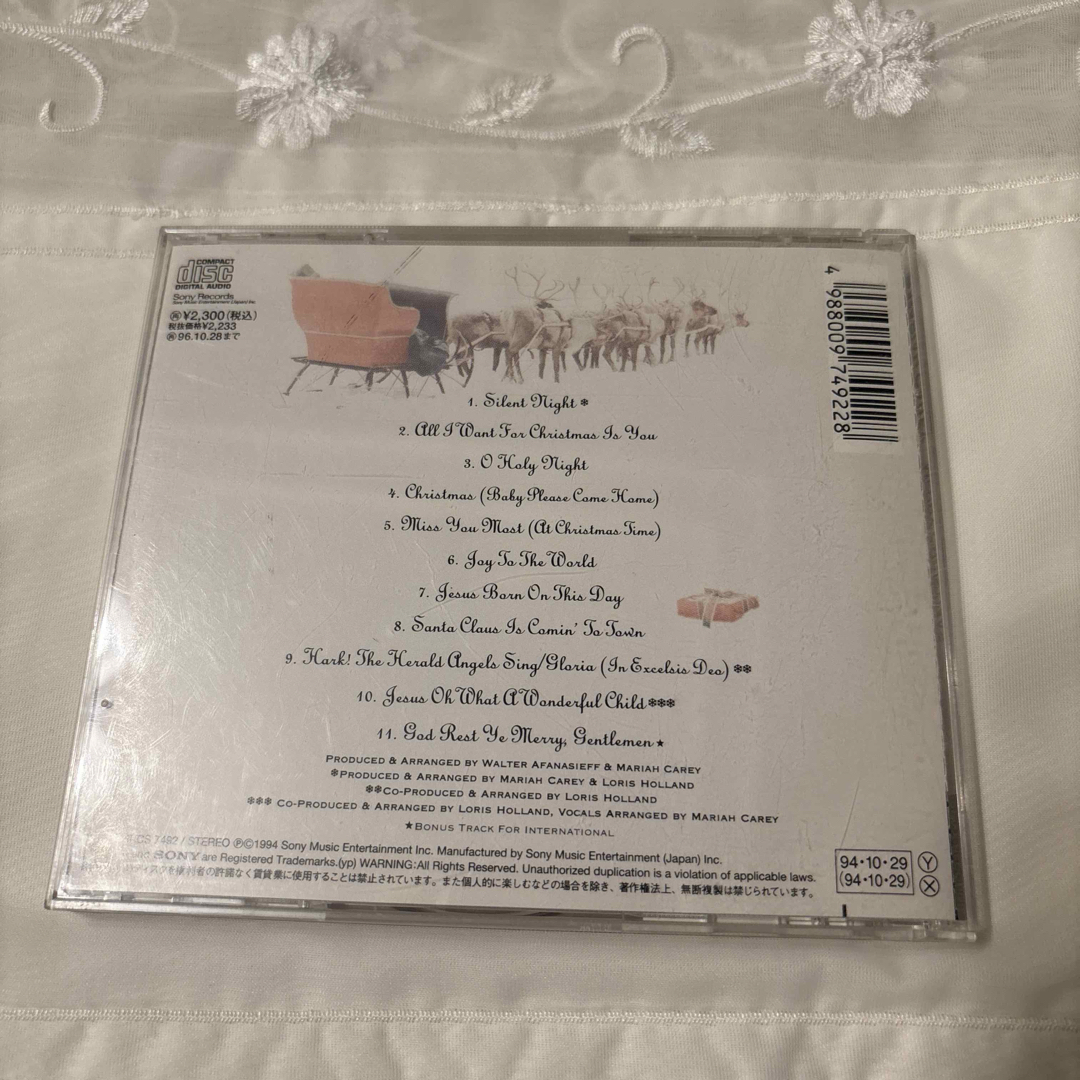 COMPACT
disc
DIGITAL AUDIO
Sony Records
Sony Music Entertainment (Japan) Inc.
¥2,300(税込)
税抜価格¥2,233
96.10.28まで
4 988009 749228
1. Silent Night ❄
2. All I Want For Christmas Is You
3. O Holy Night
4. Christmas (Baby Please Come Home)
5. Miss You Most (At Christmas Time)
6. Joy To The World
7. Jesus Born On This Day
8. Santa Claus Is Comin' To Town
9. Hark! The Herald Angels Sing/Gloria (In Excelsis Deo) ❄❄
10. Jesus Oh What A Wonderful Child ❄❄❄
11. God Rest Ye Merry, Gentlemen ★
PRODUCED & ARRANGED BY WALTER AFANASIEFF & MARIAH CAREY
❄PRODUCED & ARRANGED BY MARIAH CAREY & LORIS HOLLAND
❄❄CO-PRODUCED & ARRANGED BY LORIS HOLLAND
❄❄❄ CO-PRODUCED & ARRANGED BY LORIS HOLLAND, VOCALS ARRANGED BY MARIAH CAREY
★BONUS TRACK FOR INTERNATIONAL
7492 / STEREO ℗©1994 Sony Music Entertainment Inc. Manufactured by Sony Music Entertainment (Japan) Inc.
SONY are Registered Trademarks.(yp) WARNING:All Rights Reserved. Unauthorized duplication is a violation of applicable laws.
ディスクを権利者の許諾なく賃貸業に使用することは禁止されています。また個人的に楽しむなどの場合を除き、著作権法上、無断複製は禁じられています。
94・10・29 Y
(94・10・29) X